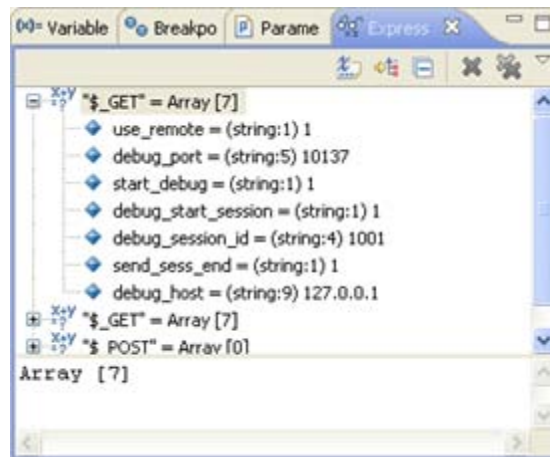 (x)= Variable Breakpo P Parame Express
X+Y =? "$_GET" = Array [7]
use_remote = (string:1) 1
debug_port = (string:5) 10137
start_debug = (string:1) 1
debug_start_session = (string:1) 1
debug_session_id = (string:4) 1001
send_sess_end = (string:1) 1
debug_host = (string:9) 127.0.0.1
X+Y =? "$_GET" = Array [7]
X+Y =? "$_POST" = Array [0]
Array [7]